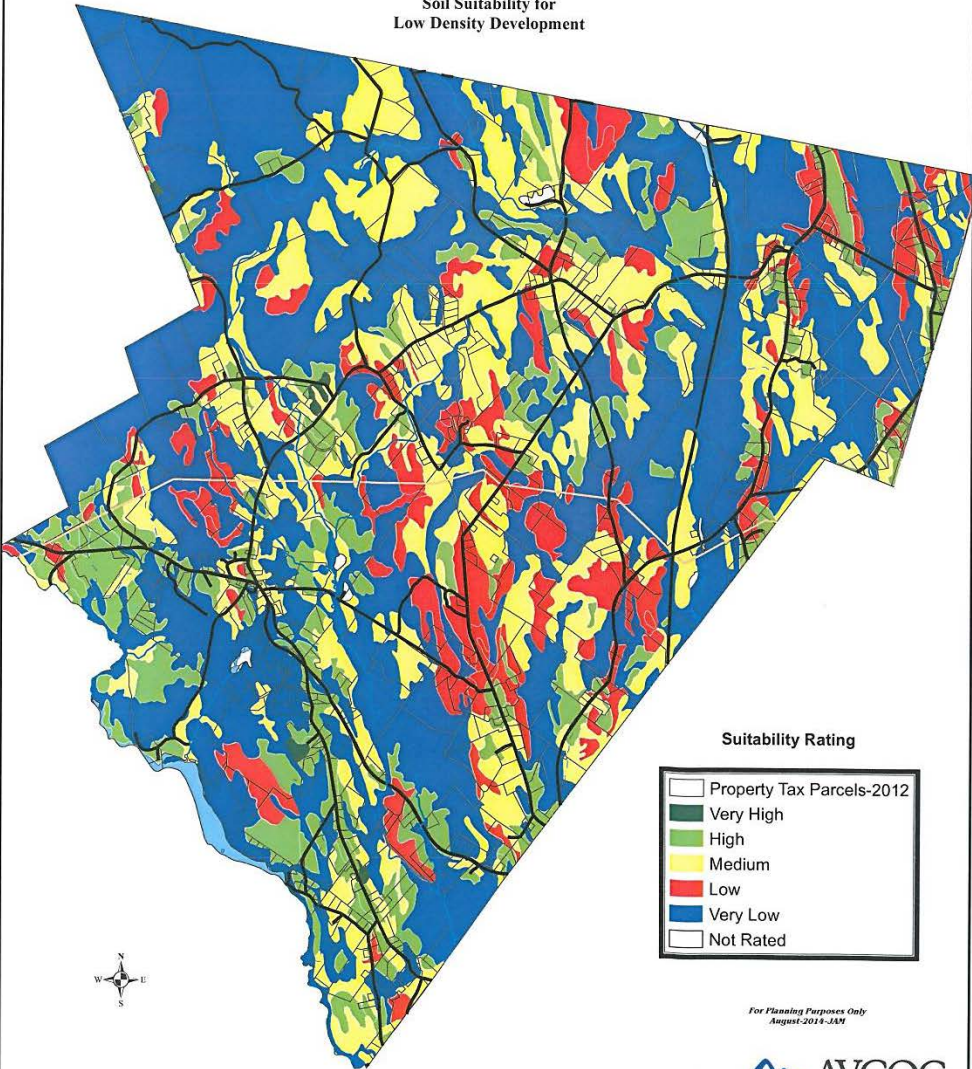 Soil Suitability for
Low Density Development
Suitability Rating
Property Tax Parcels-2012
Very High
High
Medium
Low
Very Low
Not Rated
N
W E
S
For Planning Purposes Only
August-2014-JAM
AVCOG